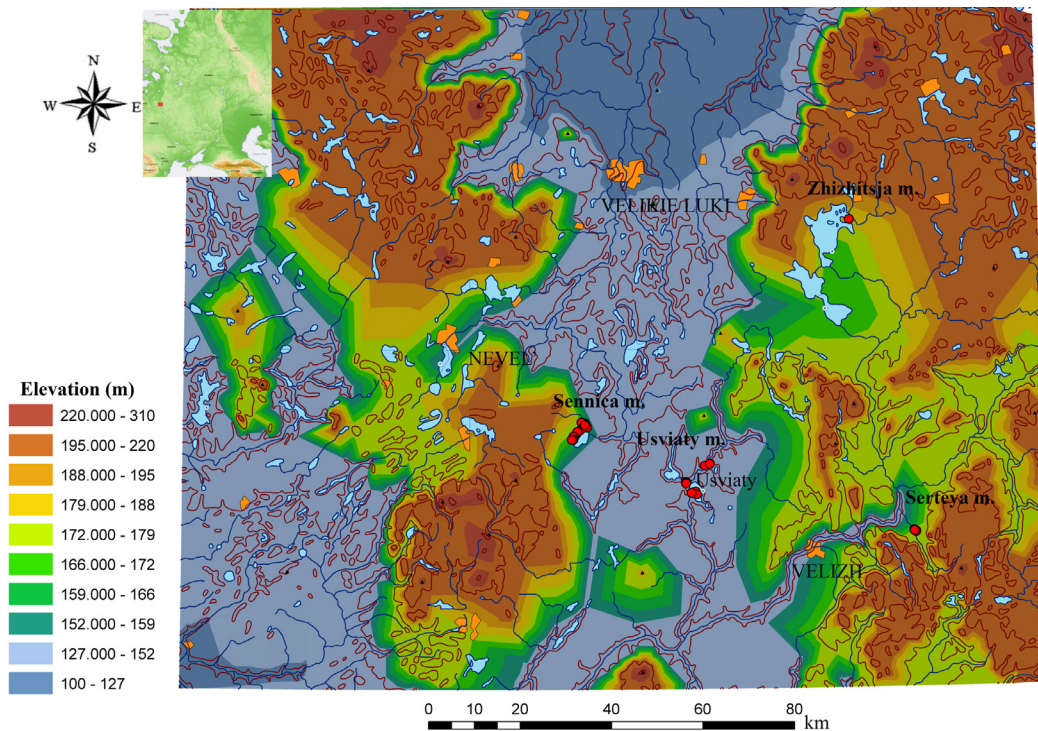 N
W E
S
Zhizhitsja m.
VELIKIE LUKI
NEVEL'
Sennica m.
Usviaty m.
Usviaty
Serteya m.
VELIZH
Elevation (m)
220.000 - 310
195.000 - 220
188.000 - 195
179.000 - 188
172.000 - 179
166.000 - 172
159.000 - 166
152.000 - 159
127.000 - 152
100 - 127
0 10 20 40 60 80
km